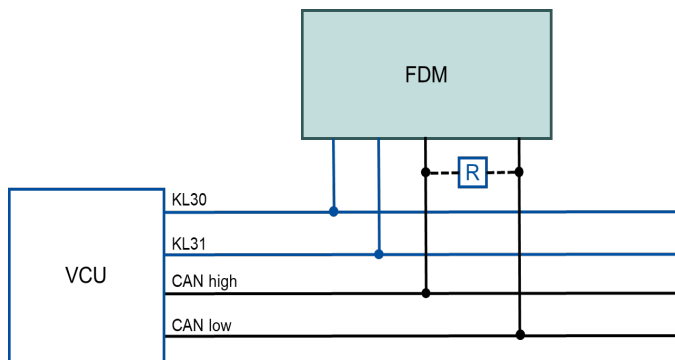 FDM
R
KL30
KL31
VCU
CAN high
CAN low